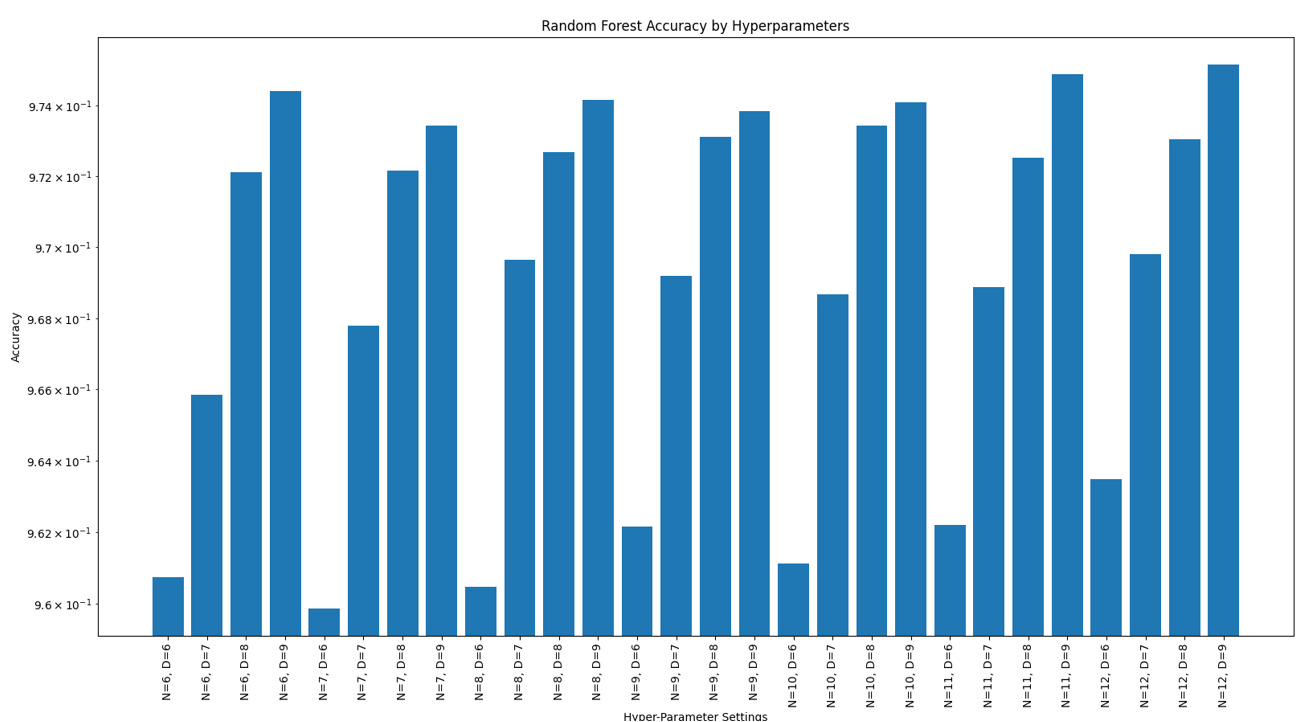 Random Forest Accuracy by Hyperparameters
Accuracy
9.74 × 10⁻¹
9.72 × 10⁻¹
9.7 × 10⁻¹
9.68 × 10⁻¹
9.66 × 10⁻¹
9.64 × 10⁻¹
9.62 × 10⁻¹
9.6 × 10⁻¹
N=6, D=6
N=6, D=7
N=6, D=8
N=6, D=9
N=7, D=6
N=7, D=7
N=7, D=8
N=7, D=9
N=8, D=6
N=8, D=7
N=8, D=8
N=8, D=9
N=9, D=6
N=9, D=7
N=9, D=8
N=9, D=9
N=10, D=6
N=10, D=7
N=10, D=8
N=10, D=9
N=11, D=6
N=11, D=7
N=11, D=8
N=11, D=9
N=12, D=6
N=12, D=7
N=12, D=8
N=12, D=9
Hyper-Parameter Settings